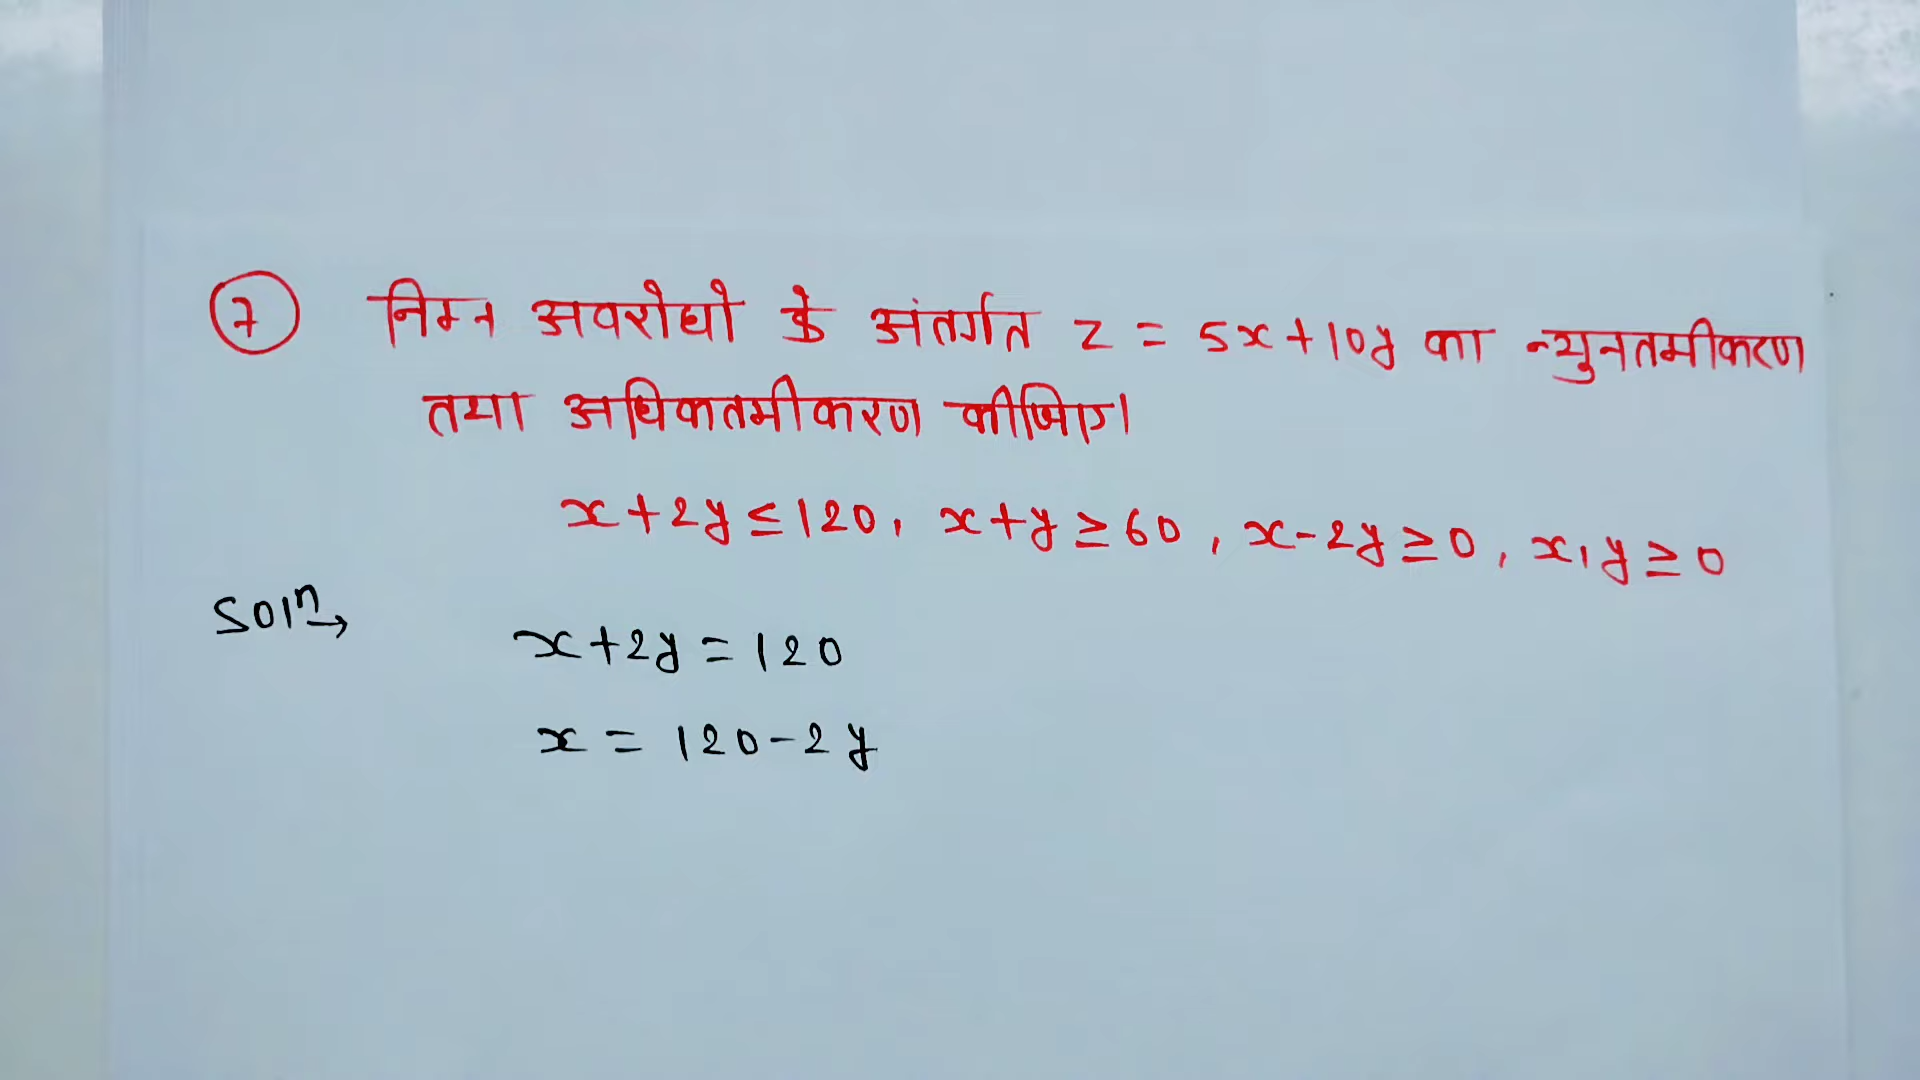 7 निम्न अवरोधो के अंतर्गत z = 5x+10y का न्युनतमीकरण
तथा अधिकतमीकरण कीजिए।
x+2y≤120, x+y≥60, x-2y≥0, x,y≥0
Solⁿ→
x+2y=120
x = 120-2y